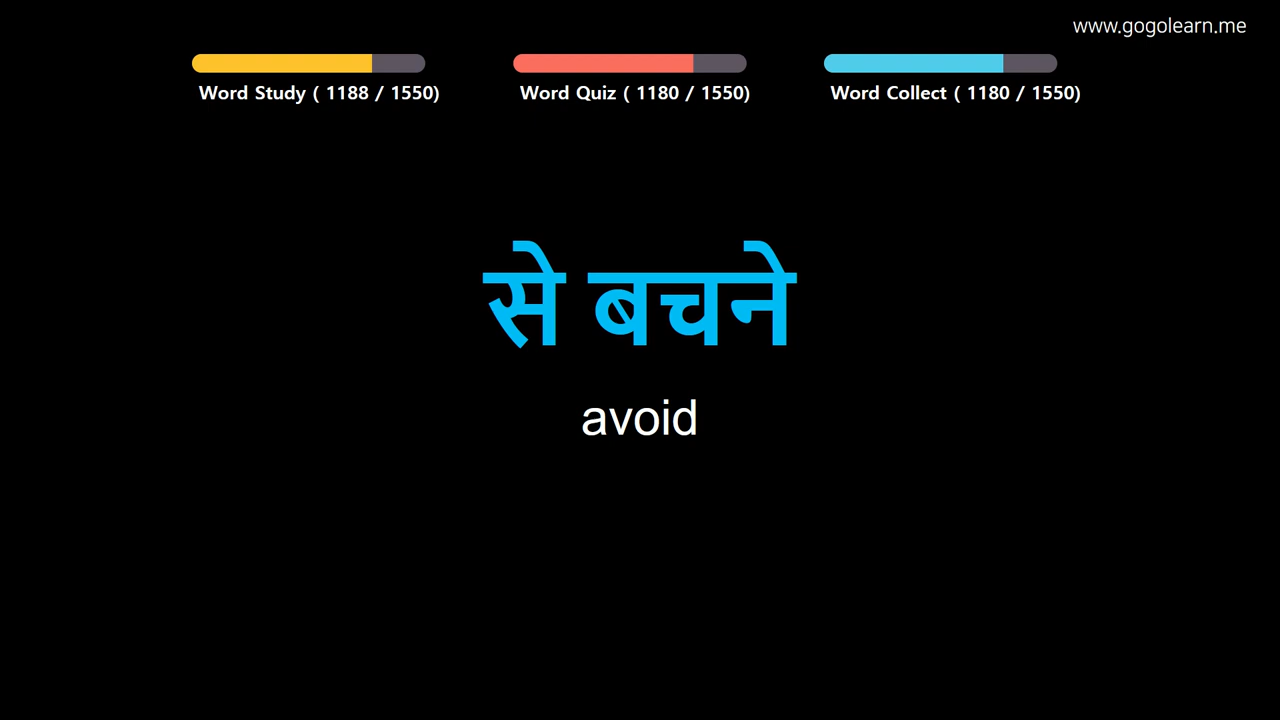 www.gogolearn.me
Word Study ( 1188 / 1550)
Word Quiz ( 1180 / 1550)
Word Collect ( 1180 / 1550)
से बचने
avoid